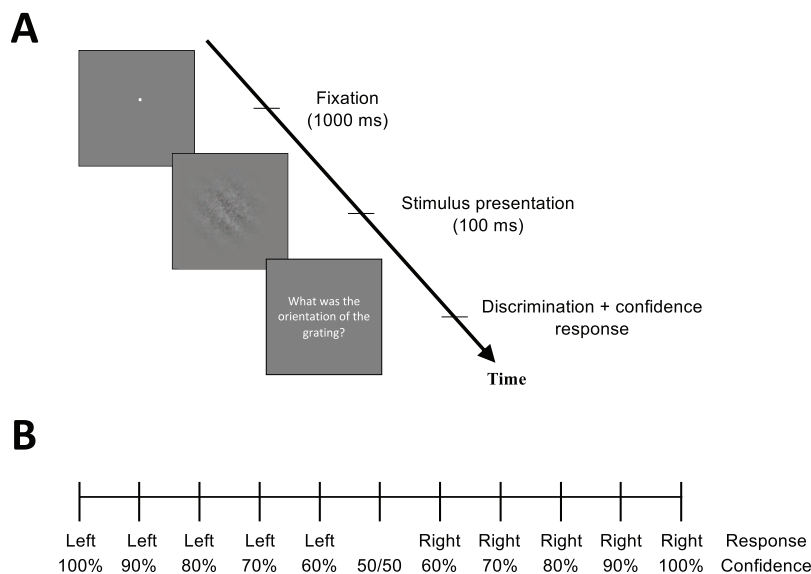 A
Fixation
(1000 ms)
Stimulus presentation
(100 ms)
What was the
orientation of the
grating?
Discrimination + confidence
response
Time
B
Left Left Left Left Left Right Right Right Right Right Response
100% 90% 80% 70% 60% 50/50 60% 70% 80% 90% 100% Confidence